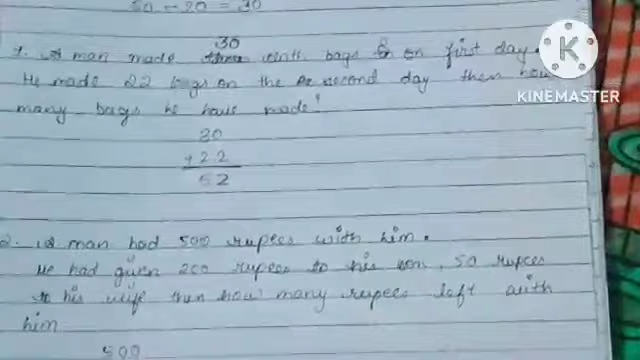 50 - 20 = 30
30
1. A man made with bags on first day.
He made 22 bags on the second day then how
many bags he have made?
30
+ 22
52
2. A man had 500 rupees with him.
He had given 200 rupees to his son, 50 rupees
to his wife then how many rupees left with
him
500
KINEMASTER